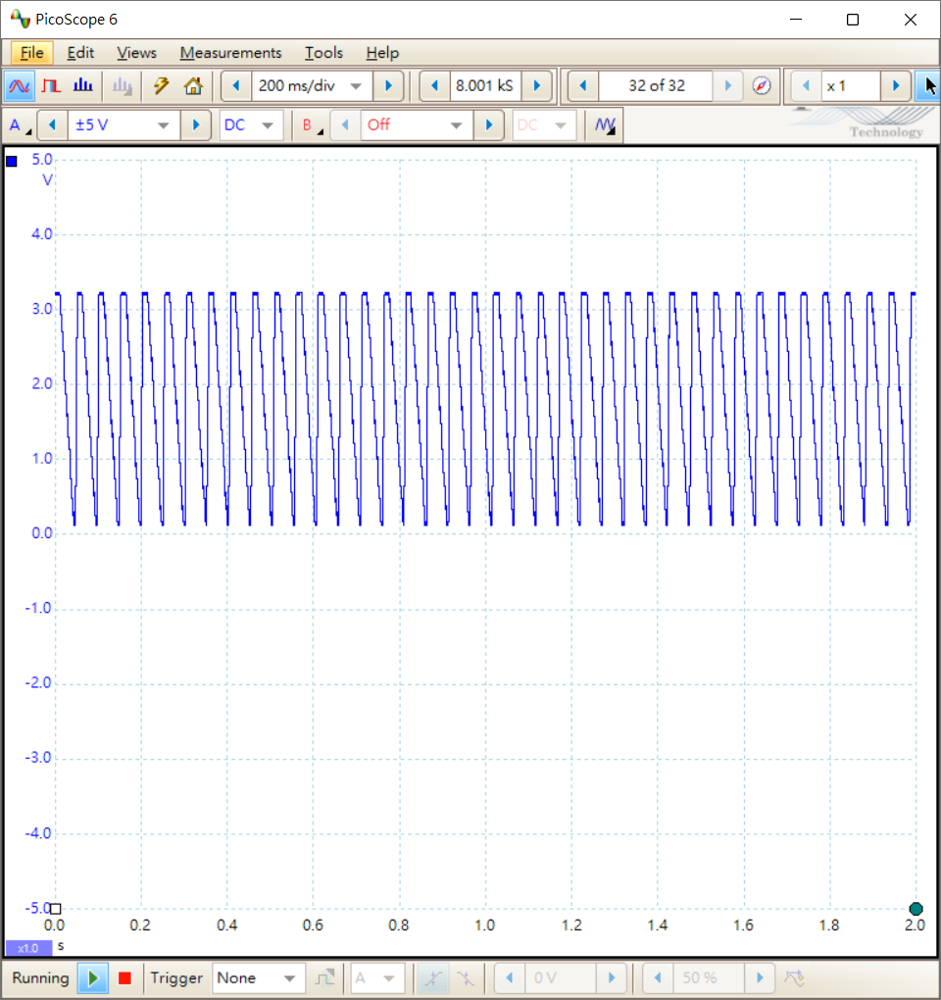 PicoScope 6
File Edit Views Measurements Tools Help
200 ms/div 8.001 kS 32 of 32 x 1
A ±5 V DC B Off DC
Technology
5.0
V
4.0
3.0
2.0
1.0
0.0
-1.0
-2.0
-3.0
-4.0
-5.0
0.0 0.2 0.4 0.6 0.8 1.0 1.2 1.4 1.6 1.8 2.0
x1.0 s
Running Trigger None A 0 V 50 %